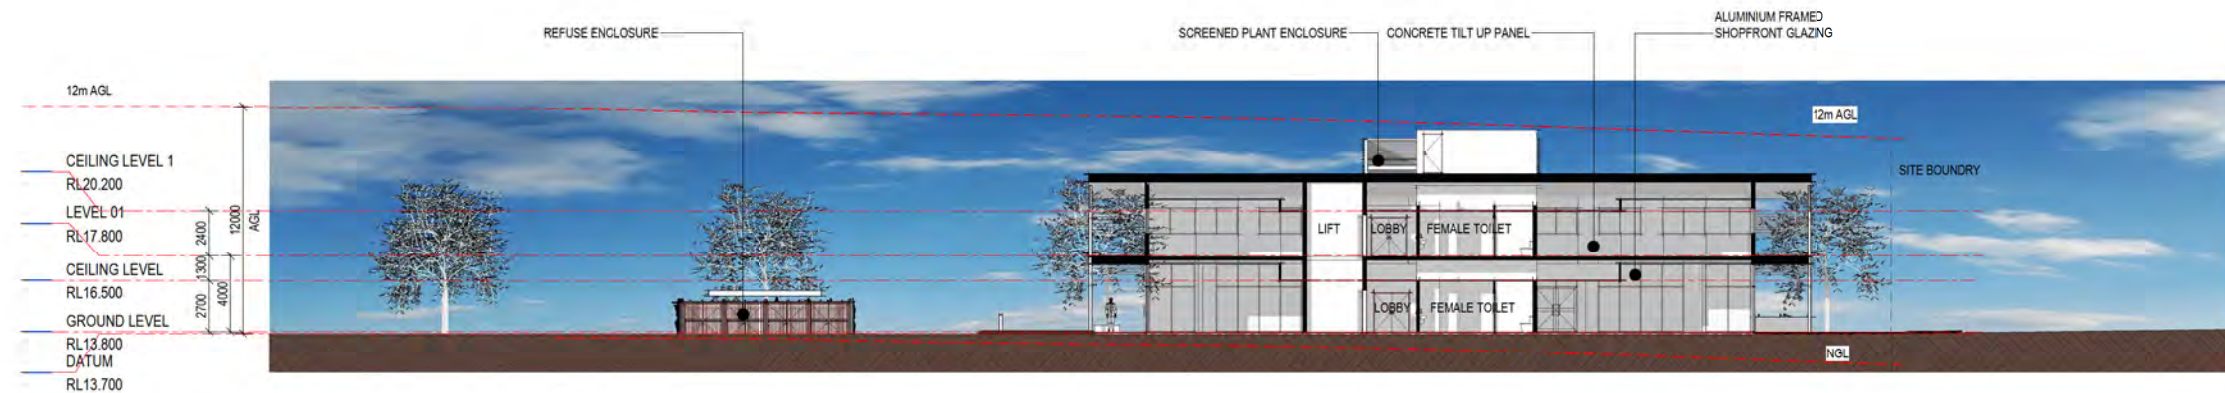 REFUSE ENCLOSURE
SCREENED PLANT ENCLOSURE
CONCRETE TILT UP PANEL
ALUMINIUM FRAMED
SHOPFRONT GLAZING
12m AGL
12m AGL
CEILING LEVEL 1
RL20.200
LEVEL 01
RL17.800
CEILING LEVEL
RL16.500
GROUND LEVEL
RL13.800
DATUM
RL13.700
2400
1300
2700
4000
12000
AGL
SITE BOUNDRY
LIFT
LOBBY
FEMALE TOILET
LOBBY
FEMALE TOILET
NGL